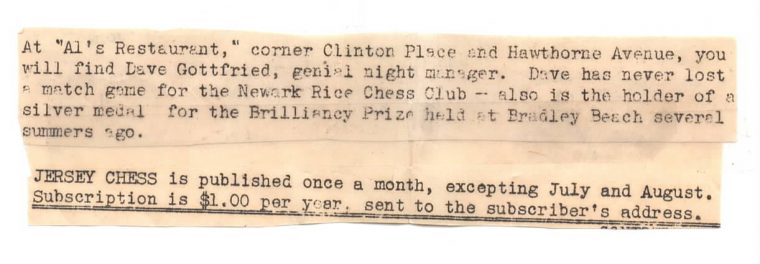 At "Al's Restaurant," corner Clinton Place and Hawthorne Avenue, you
will find Dave Gottfried, genial night manager. Dave has never lost
a match game for the Newark Rice Chess Club - also is the holder of a
silver medal for the Brilliancy Prize held at Bradley Beach several
summers ago.
JERSEY CHESS is published once a month, excepting July and August.
Subscription is $1.00 per year, sent to the subscriber's address.